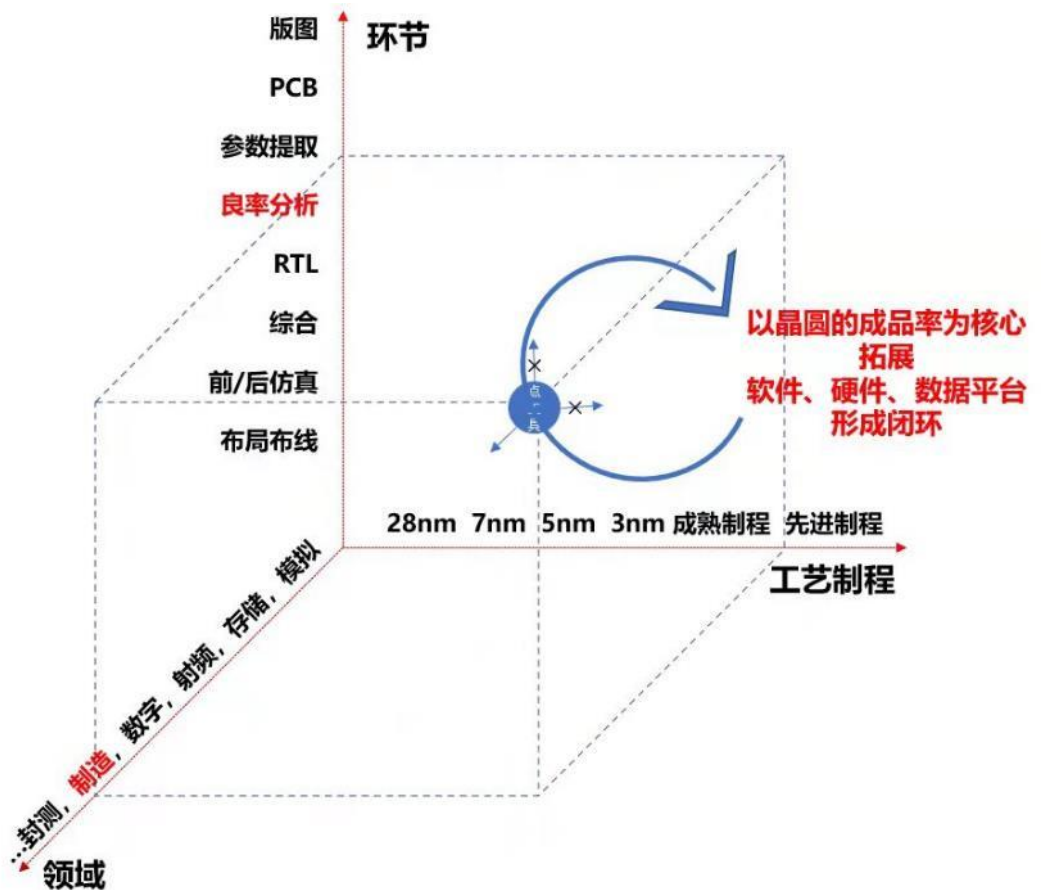 版图
环节
PCB
参数提取
良率分析
RTL
综合
前/后仿真
布局布线
以晶圆的成品率为核心
拓展
软件、硬件、数据平台
形成闭环
点工具
28nm 7nm 5nm 3nm 成熟制程 先进制程
工艺制程
...封测，制造，数字，射频，存储，模拟
领域